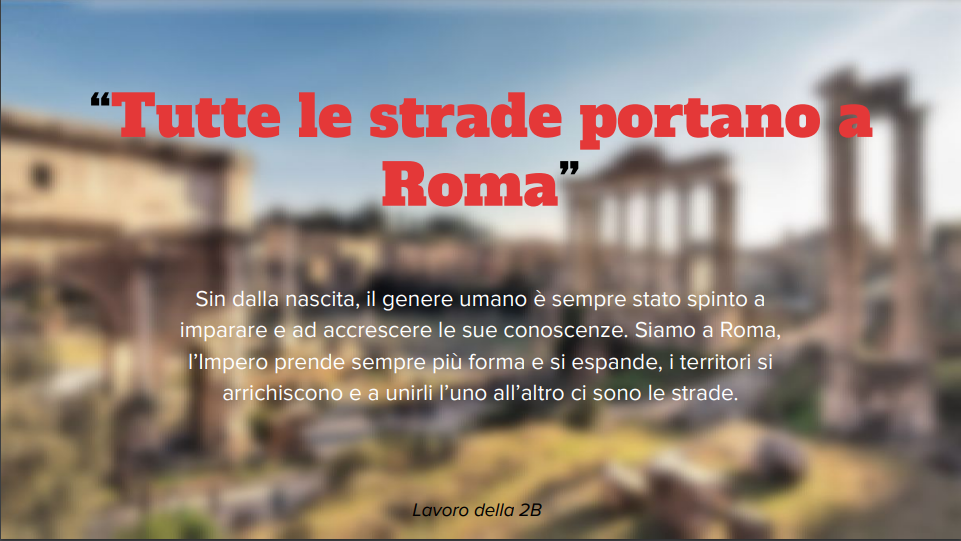 “Tutte le strade portano a
Roma”
Sin dalla nascita, il genere umano è sempre stato spinto a
imparare e ad accrescere le sue conoscenze. Siamo a Roma,
l’Impero prende sempre più forma e si espande, i territori si
arrichiscono e a unirli l’uno all’altro ci sono le strade.
Lavoro della 2B